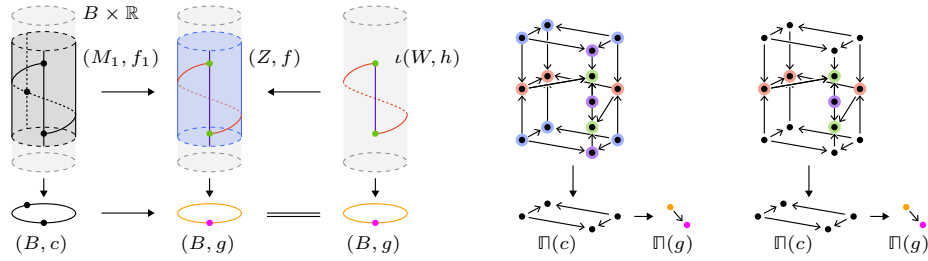 B × ℝ
(M₁, f₁)
(Z, f)
ι(W, h)
(B, c)
(B, g)
(B, g)
ℿ(c)
ℿ(g)
ℿ(c)
ℿ(g)